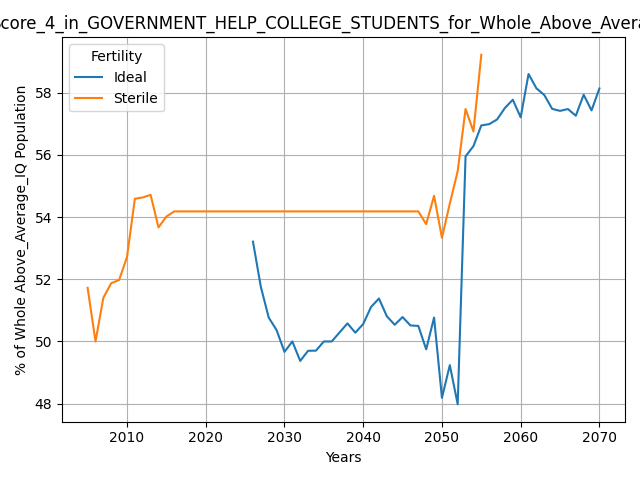 core_4_in_GOVERNMENT_HELP_COLLEGE_STUDENTS_for_Whole_Above_Avera
Fertility
Ideal
Sterile
% of Whole Above_Average_IQ Population
58
56
54
52
50
48
2010 2020 2030 2040 2050 2060 2070
Years